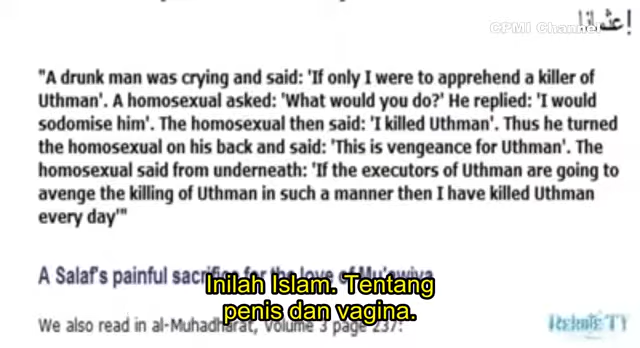 CPMI Channel
إعثمانا
"A drunk man was crying and said: 'If only I were to apprehend a killer of
Uthman'. A homosexual asked: 'What would you do?' He replied: 'I would
sodomise him'. The homosexual then said: 'I killed Uthman'. Thus he turned
the homosexual on his back and said: 'This is vengeance for Uthman'. The
homosexual said from underneath: 'If the executors of Uthman are going to
avenge the killing of Uthman in such a manner then I have killed Uthman
every day'"
A Salaf's painful sacrifice for the love of Mu'awiya
Inilah Islam. Tentang
penis dan vagina.
We also read in al-Muhadharat, Volume 3 page 237: